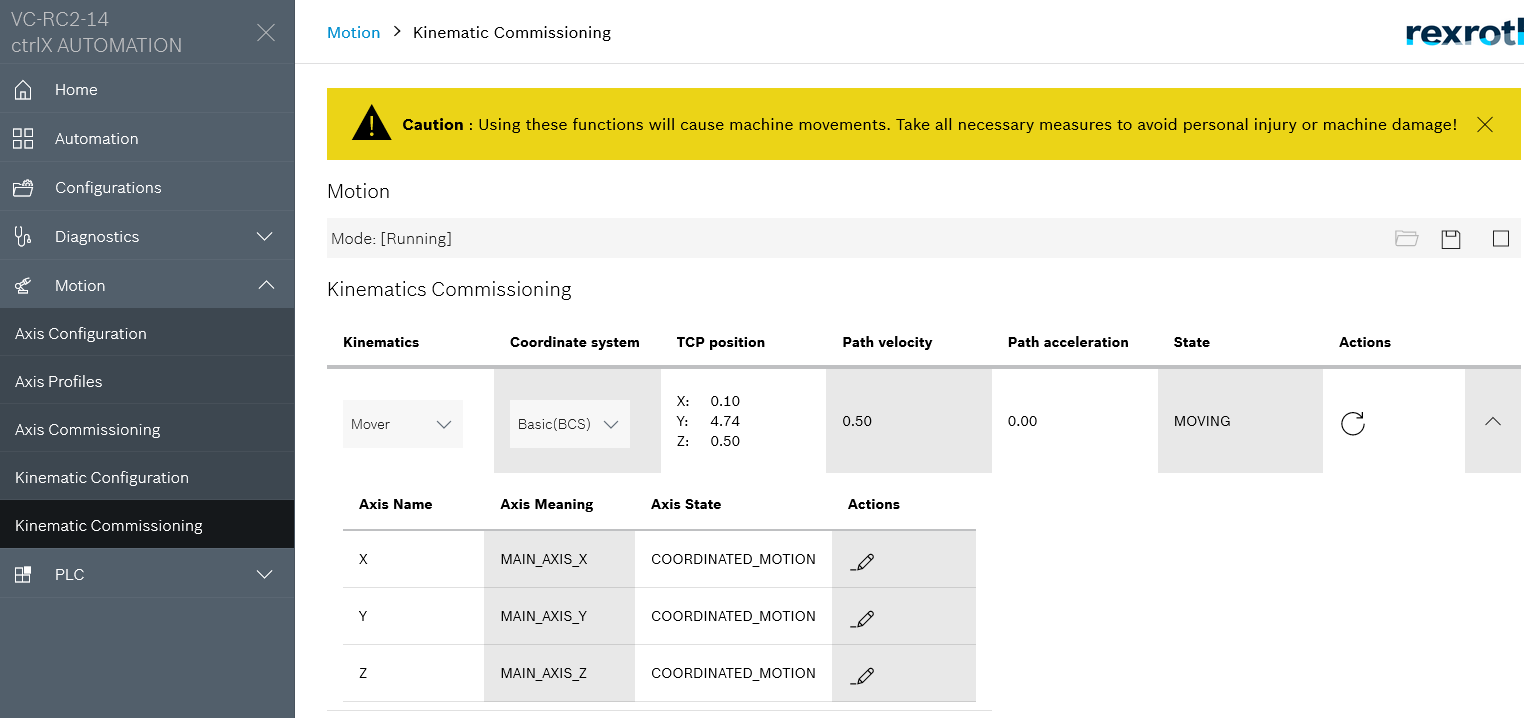 VC-RC2-14
ctrlX AUTOMATION
Home
Automation
Configurations
Diagnostics
Motion
Axis Configuration
Axis Profiles
Axis Commissioning
Kinematic Configuration
Kinematic Commissioning
PLC
Motion > Kinematic Commissioning
rexroth
Caution : Using these functions will cause machine movements. Take all necessary measures to avoid personal injury or machine damage!
Motion
Mode: [Running]
Kinematics Commissioning
Kinematics Coordinate system TCP position Path velocity Path acceleration State Actions
Mover Basic(BCS) X: 0.10 Y: 4.74 Z: 0.50 0.50 0.00 MOVING
Axis Name Axis Meaning Axis State Actions
X MAIN_AXIS_X COORDINATED_MOTION
Y MAIN_AXIS_Y COORDINATED_MOTION
Z MAIN_AXIS_Z COORDINATED_MOTION